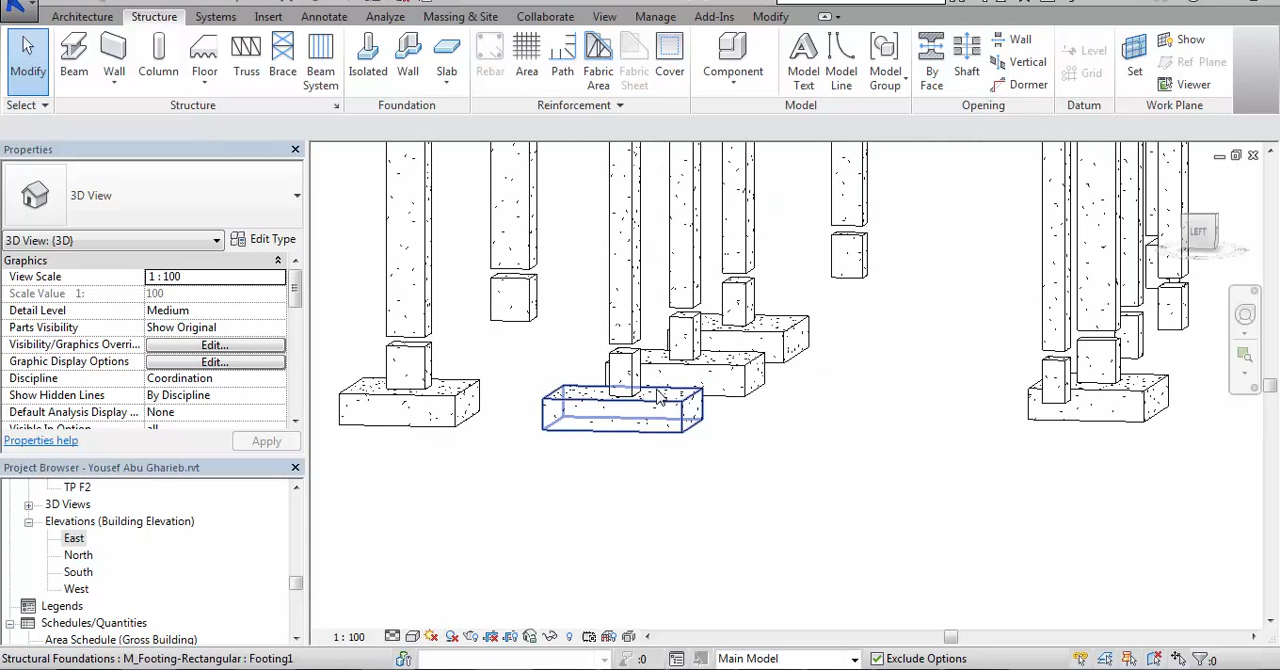 Architecture Structure Systems Insert Annotate Analyze Massing & Site Collaborate View Manage Add-Ins Modify
Modify Beam Wall Column Floor Truss Brace Beam System Isolated Wall Slab Rebar Area Path Fabric Area Fabric Sheet Cover Component Model Text Model Line Model Group By Face Shaft Wall Vertical Dormer Level Grid Set Show Ref Plane Viewer
Select Structure Foundation Reinforcement Model Opening Datum Work Plane
Properties
3D View
3D View: {3D} Edit Type
Graphics
View Scale 1 : 100
Scale Value 1: 100
Detail Level Medium
Parts Visibility Show Original
Visibility/Graphics Overri... Edit...
Graphic Display Options Edit...
Discipline Coordination
Show Hidden Lines By Discipline
Default Analysis Display ... None
Visible In Option all
Properties help Apply
LEFT
Project Browser - Yousef Abu Gharieb.rvt
TP F2
3D Views
Elevations (Building Elevation)
East
North
South
West
Legends
Schedules/Quantities
Area Schedule (Gross Building)
1 : 100
Structural Foundations : M_Footing-Rectangular : Footing1 :0 Main Model Exclude Options :0